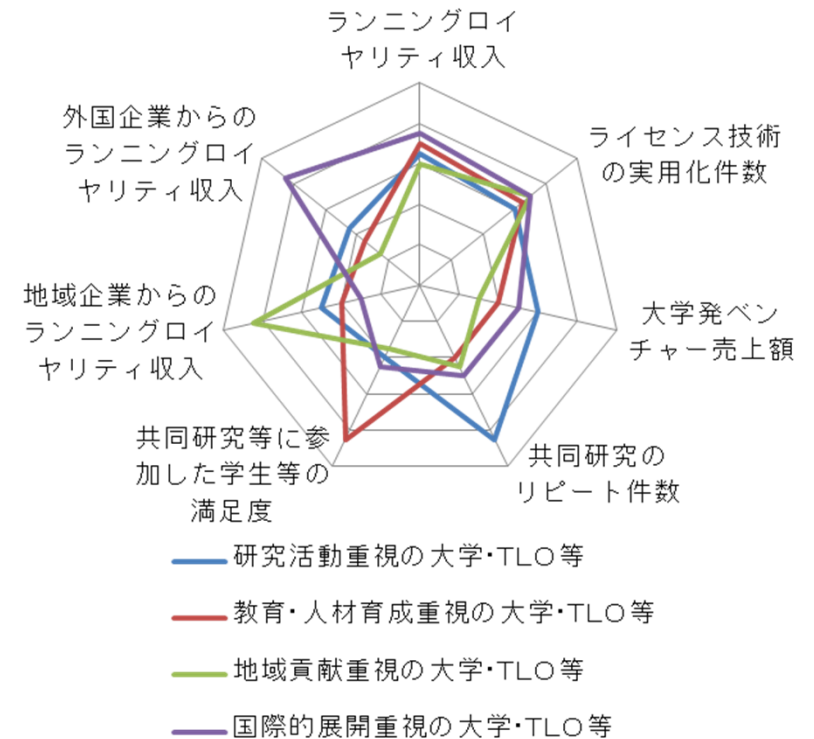 ランニングロイ
ヤリティ収入
ライセンス技術
の実用化件数
大学発ベン
チャー売上額
共同研究の
リピート件数
共同研究等に参
加した学生等の
満足度
地域企業からの
ランニングロイ
ヤリティ収入
外国企業からの
ランニングロイ
ヤリティ収入
研究活動重視の大学・TLO等
教育・人材育成重視の大学・TLO等
地域貢献重視の大学・TLO等
国際的展開重視の大学・TLO等